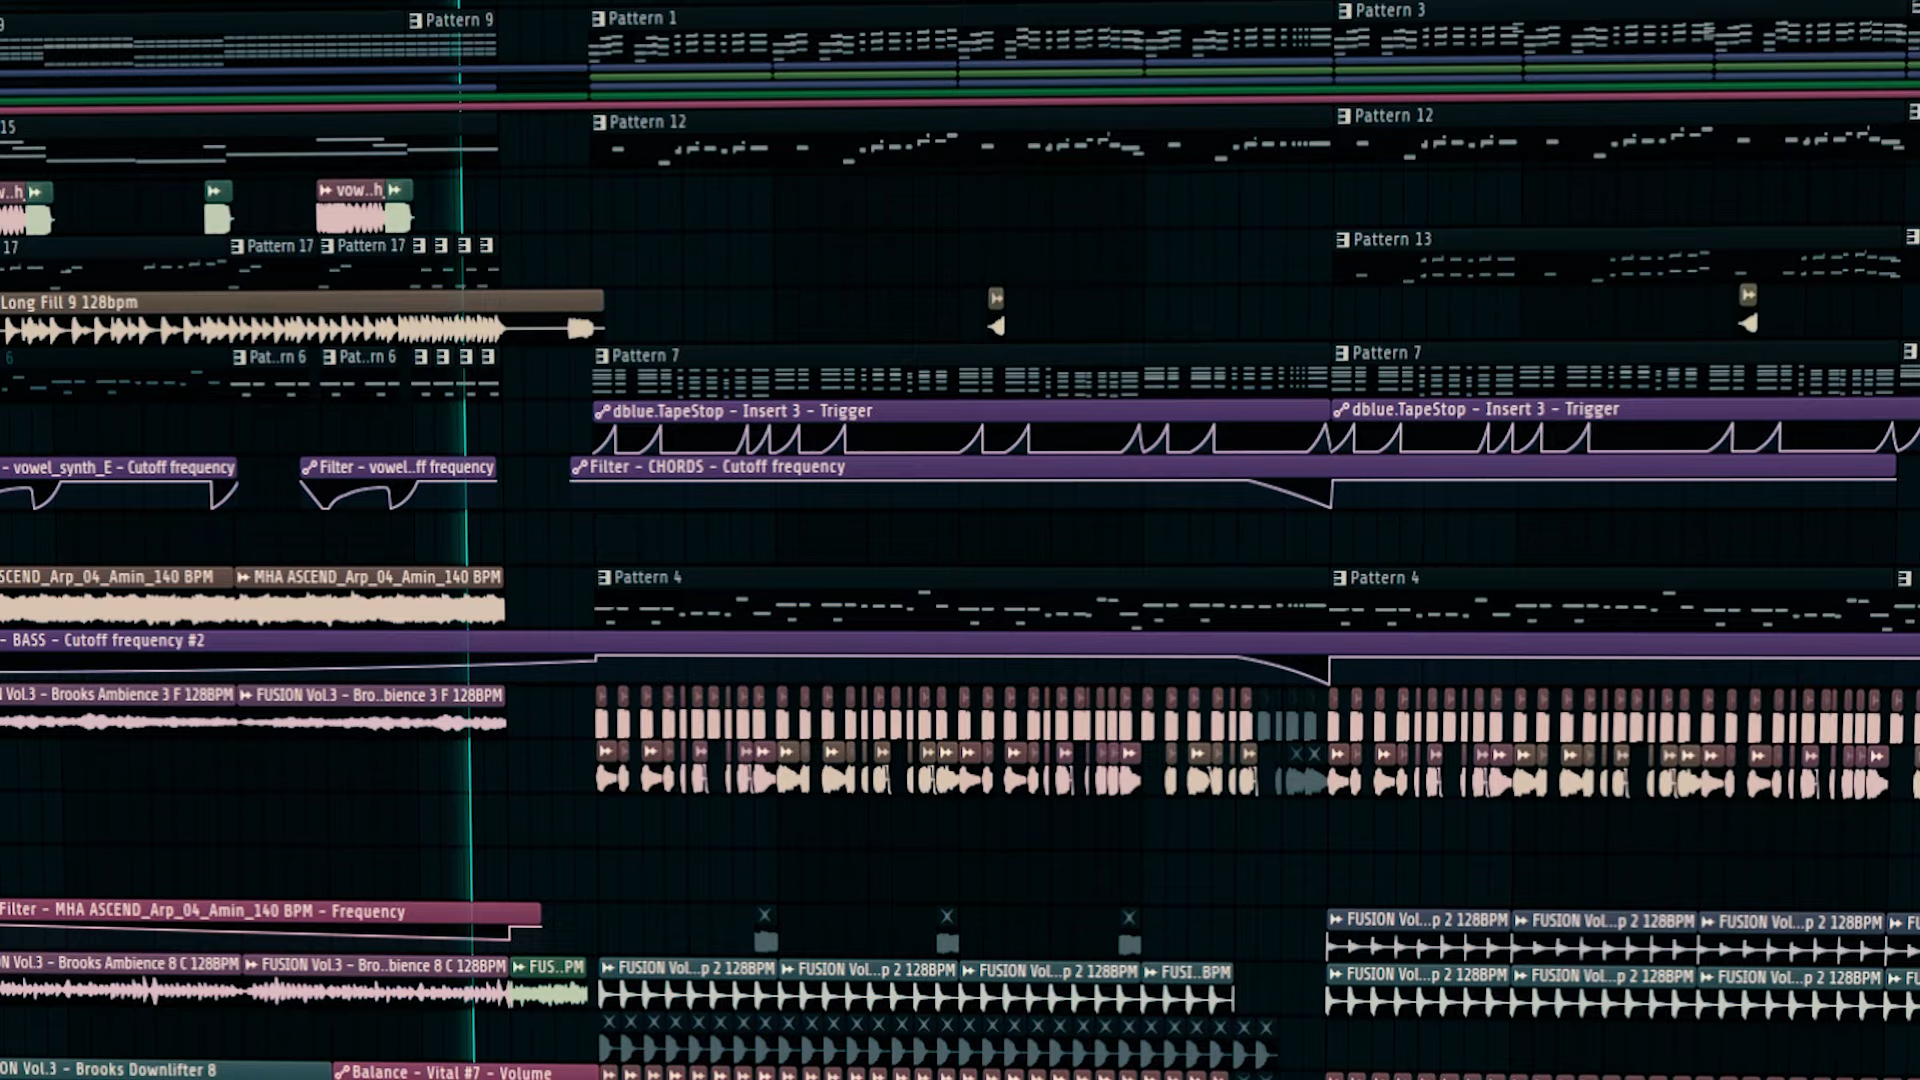 9
Pattern 9
Pattern 1
Pattern 3
15
Pattern 12
Pattern 12
w..h
vow..h
17
Pattern 17
Pattern 17
Pattern 13
Long Fill 9 128bpm
6
Pat..rn 6
Pat..rn 6
Pattern 7
Pattern 7
dblue.TapeStop - Insert 3 - Trigger
dblue.TapeStop - Insert 3 - Trigger
- vowel_synth_E - Cutoff frequency
Filter - vowel..ff frequency
Filter - CHORDS - Cutoff frequency
SCEND_Arp_04_Amin_140 BPM
MHA ASCEND_Arp_04_Amin_140 BPM
Pattern 4
Pattern 4
- BASS - Cutoff frequency #2
Vol.3 - Brooks Ambience 3 F 128BPM
FUSION Vol.3 - Bro..bience 3 F 128BPM
Filter - MHA ASCEND_Arp_04_Amin_140 BPM - Frequency
FUSION Vol...p 2 128BPM
FUSION Vol...p 2 128BPM
FUSION Vol...p 2 128BPM
N Vol.3 - Brooks Ambience 8 C 128BPM
FUSION Vol.3 - Bro..bience 8 C 128BPM
FUS..PM
FUSION Vol...p 2 128BPM
FUSION Vol...p 2 128BPM
FUSION Vol...p 2 128BPM
FUSI..BPM
FUSION Vol...p 2 128BPM
FUSION Vol...p 2 128BPM
FUSION Vol...p 2 128BPM
ON Vol.3 - Brooks Downlifter 8
Balance - Vital #7 - Volume